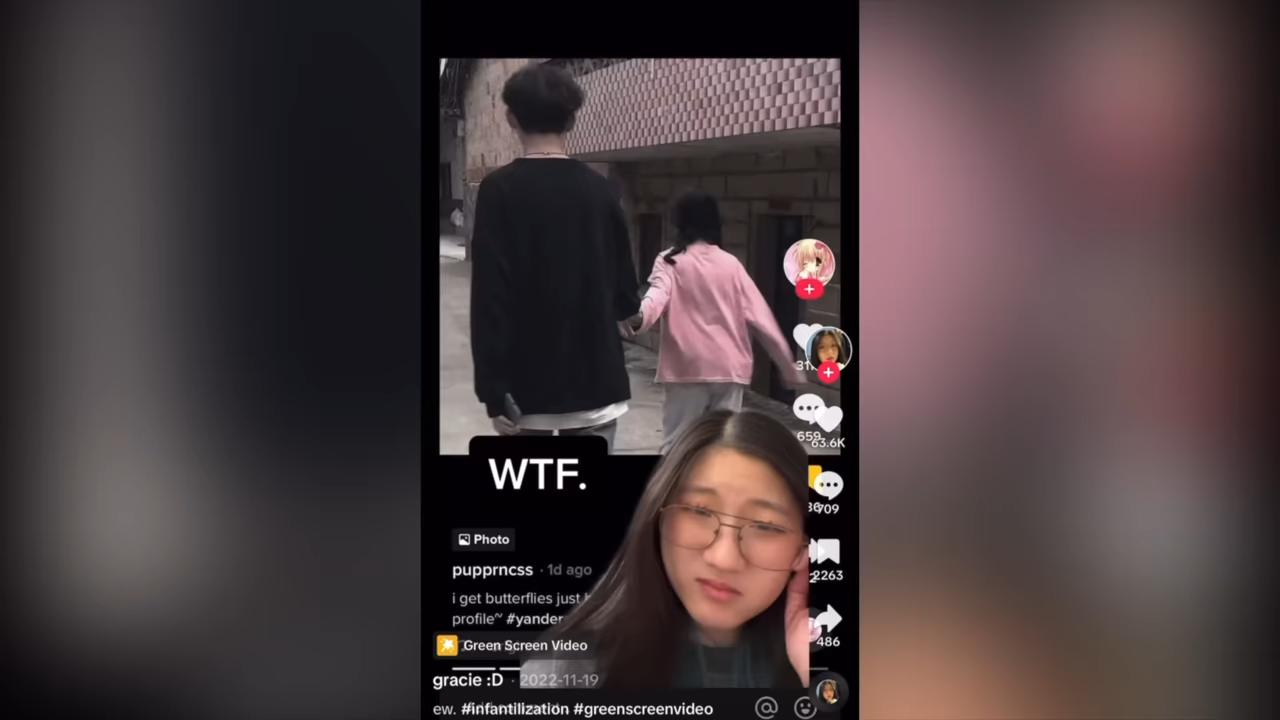 31
659
63.6K
WTF.
709
Photo
pupprncss · 1d ago
2263
i get butterflies just
profile~ #yander
486
Green Screen Video
gracie :D · 2022-11-19
ew. #infantilization #greenscreenvideo